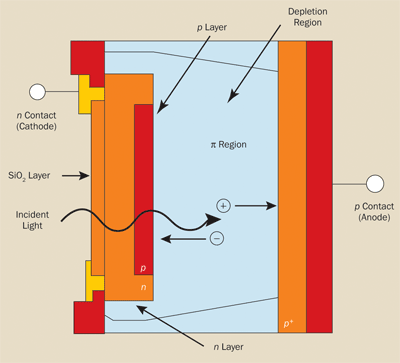 Depletion
Region
p Layer
n Contact
(Cathode)
π Region
SiO₂ Layer
Incident
Light
+
−
p Contact
(Anode)
p
n
p⁺
n Layer